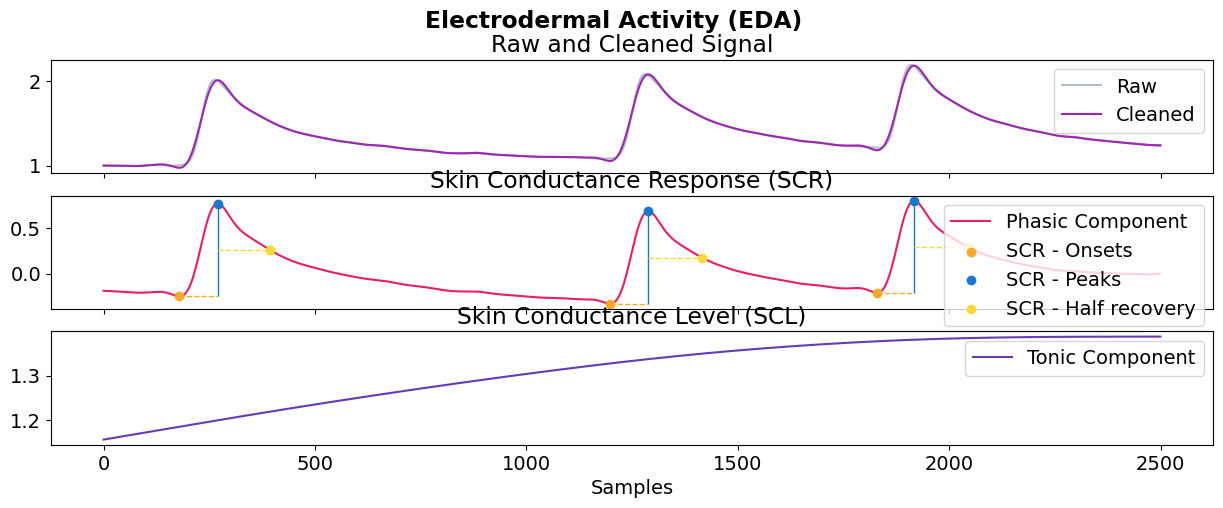 Electrodermal Activity (EDA)
Raw and Cleaned Signal
2
1
Raw
Cleaned
Skin Conductance Response (SCR)
0.5
0.0
Phasic Component
SCR - Onsets
SCR - Peaks
SCR - Half recovery
Skin Conductance Level (SCL)
1.3
1.2
Tonic Component
0 500 1000 1500 2000 2500
Samples